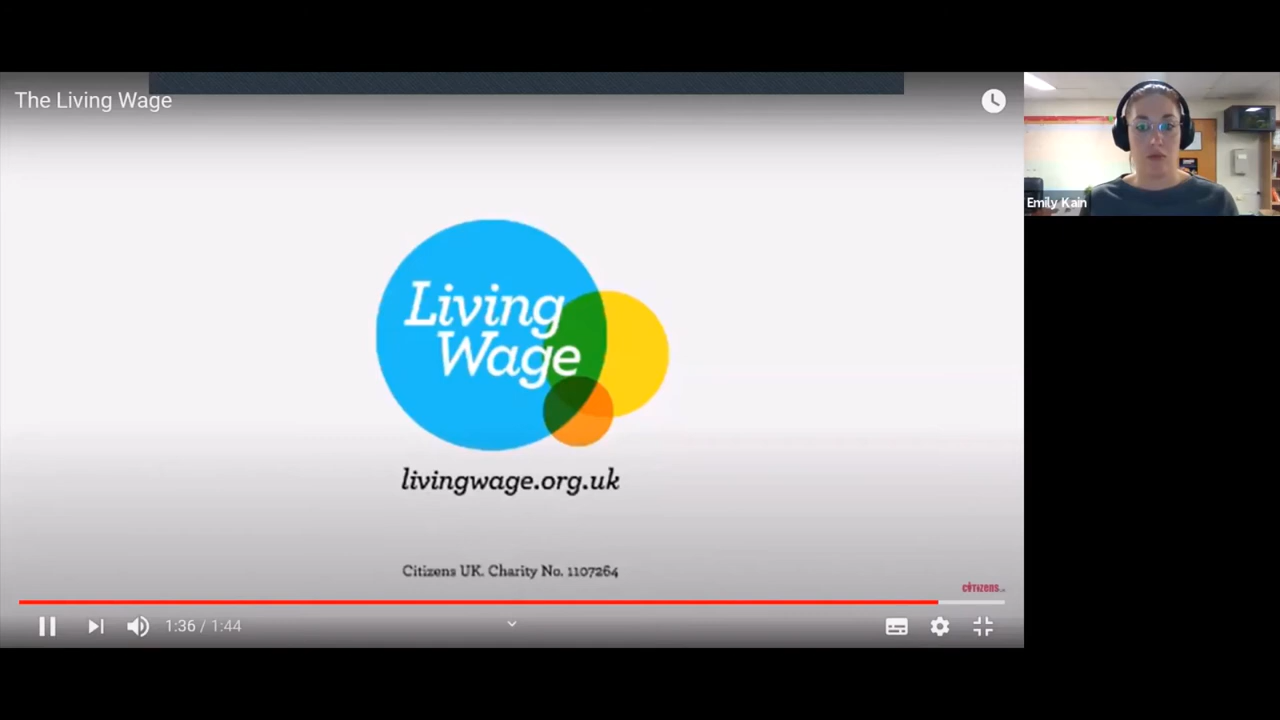 The Living Wage
Emily Kain
Living
Wage
livingwage.org.uk
Citizens UK. Charity No. 1107264
CITIZENS
1:36 / 1:44